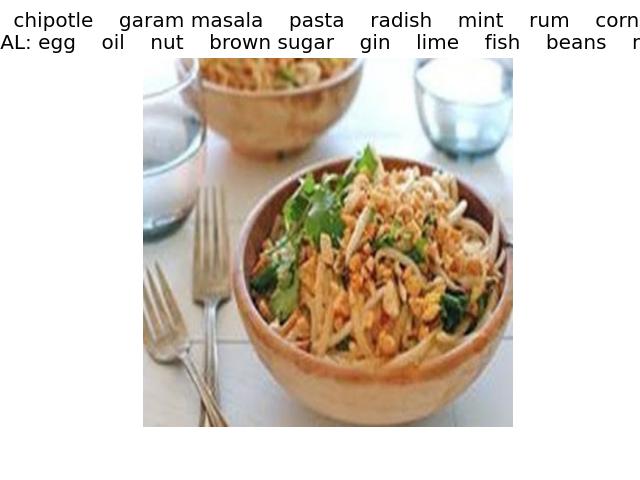 chipotle garam masala pasta radish mint rum corn
AL: egg oil nut brown sugar gin lime fish beans r